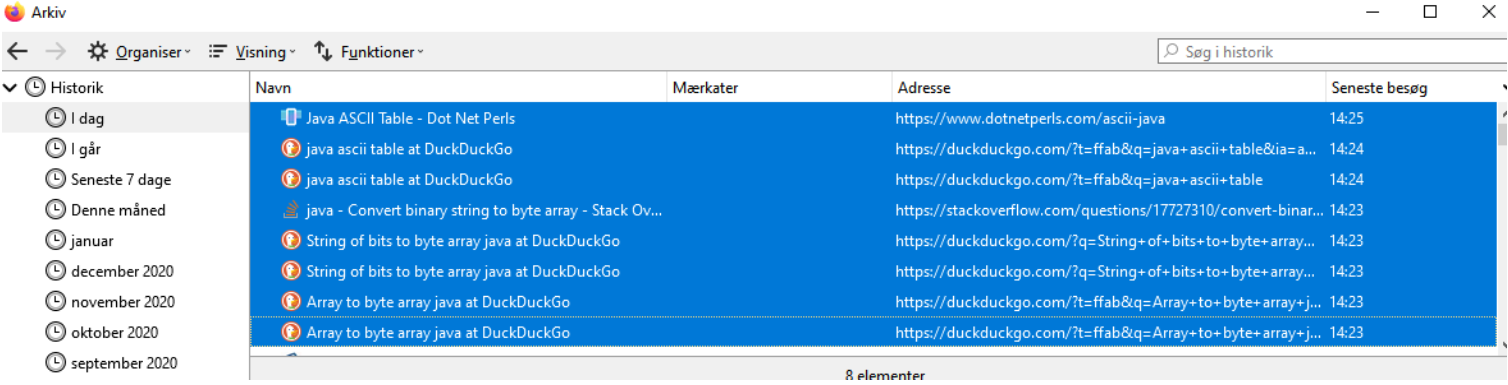 Arkiv
Organiser Visning Funktioner Søg i historik
Historik Navn Mærkater Adresse Seneste besøg
I dag Java ASCII Table - Dot Net Perls https://www.dotnetperls.com/ascii-java 14:25
I går java ascii table at DuckDuckGo https://duckduckgo.com/?t=ffab&q=java+ascii+table&ia=a... 14:24
Seneste 7 dage java ascii table at DuckDuckGo https://duckduckgo.com/?t=ffab&q=java+ascii+table 14:24
Denne måned java - Convert binary string to byte array - Stack Ov... https://stackoverflow.com/questions/17727310/convert-binar... 14:23
januar String of bits to byte array java at DuckDuckGo https://duckduckgo.com/?q=String+of+bits+to+byte+array... 14:23
december 2020 String of bits to byte array java at DuckDuckGo https://duckduckgo.com/?q=String+of+bits+to+byte+array... 14:23
november 2020 Array to byte array java at DuckDuckGo https://duckduckgo.com/?t=ffab&q=Array+to+byte+array+j... 14:23
oktober 2020 Array to byte array java at DuckDuckGo https://duckduckgo.com/?t=ffab&q=Array+to+byte+array+j... 14:23
september 2020
8 elementer